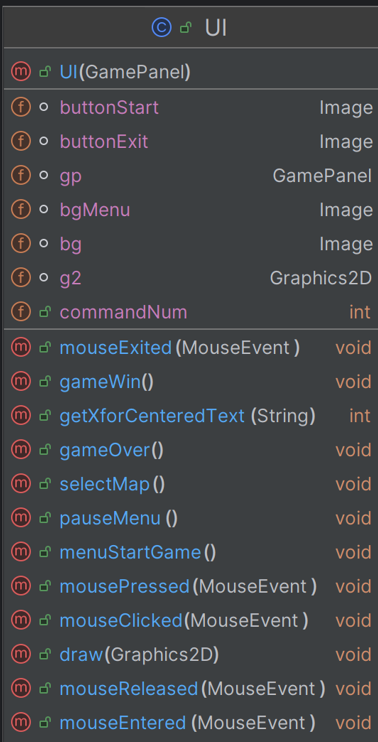 C UI
m UI(GamePanel)
f buttonStart Image
f buttonExit Image
f gp GamePanel
f bgMenu Image
f bg Image
f g2 Graphics2D
f commandNum int
m mouseExited(MouseEvent) void
m gameWin() void
m getXforCenteredText(String) int
m gameOver() void
m selectMap() void
m pauseMenu() void
m menuStartGame() void
m mousePressed(MouseEvent) void
m mouseClicked(MouseEvent) void
m draw(Graphics2D) void
m mouseReleased(MouseEvent) void
m mouseEntered(MouseEvent) void